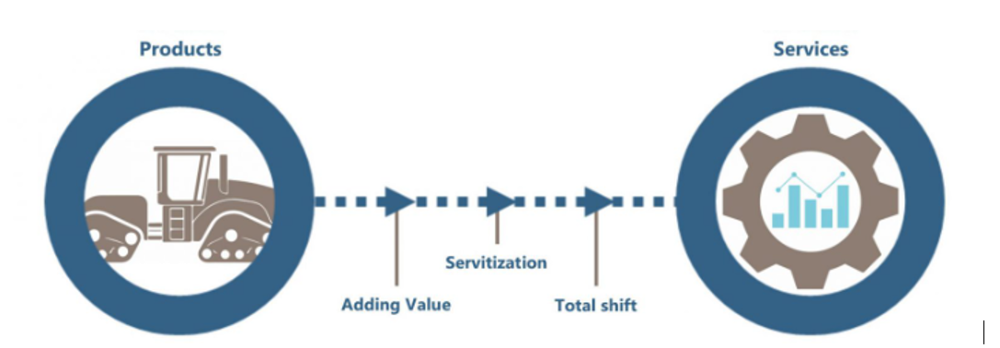 Products
Services
Servitization
Adding Value
Total shift